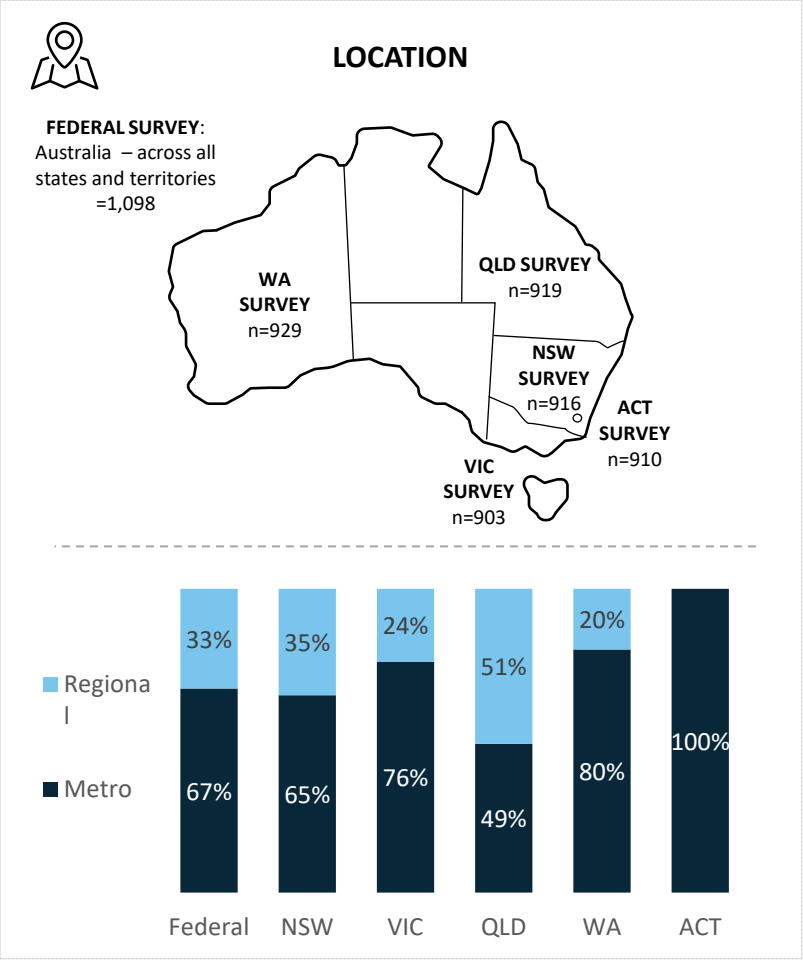 LOCATION
FEDERAL SURVEY:
Australia – across all
states and territories
=1,098
QLD SURVEY
n=919
WA
SURVEY
n=929
NSW
SURVEY
n=916
ACT
SURVEY
n=910
VIC
SURVEY
n=903
33%
35%
24%
51%
20%
Regiona
l
Metro
67%
65%
76%
49%
80%
100%
Federal
NSW
VIC
QLD
WA
ACT